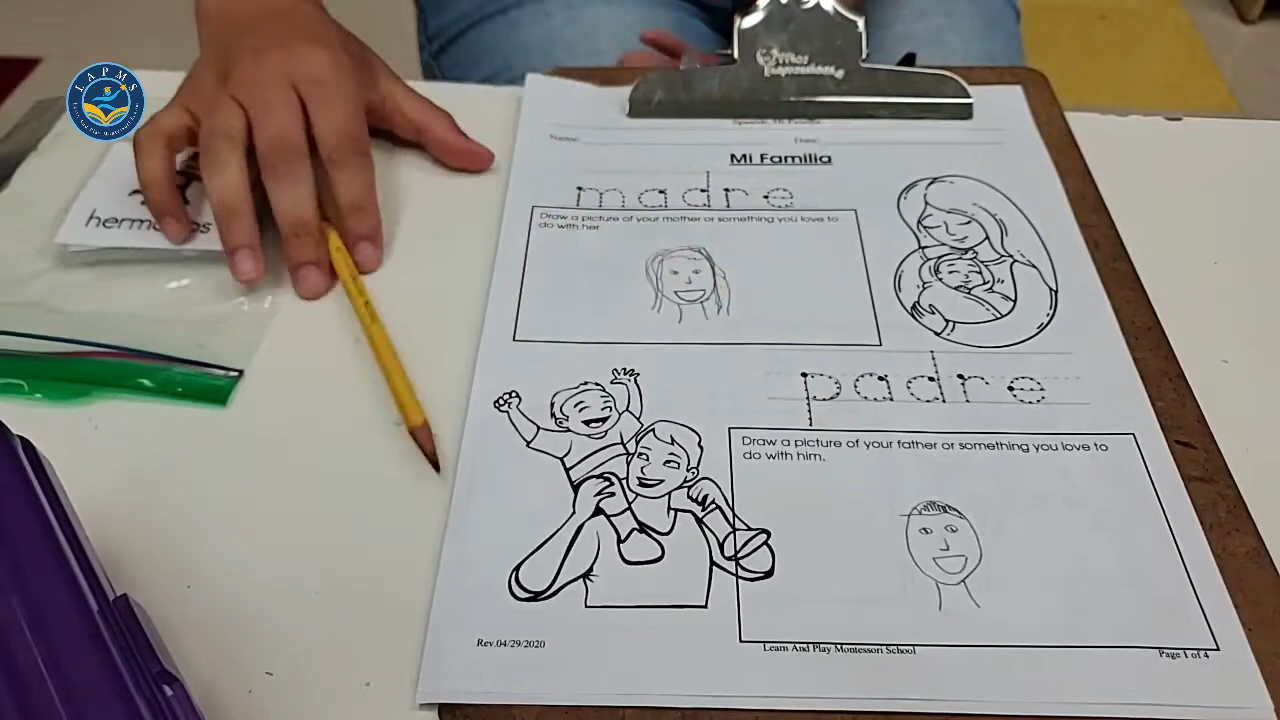 L A P M S
Name: Date:
Mi Familia
madre
Draw a picture of your mother or something you love to
do with her
padre
Draw a picture of your father or something you love to
do with him.
Rev.04/29/2020
Learn And Play Montessori School
Page 1 of 4